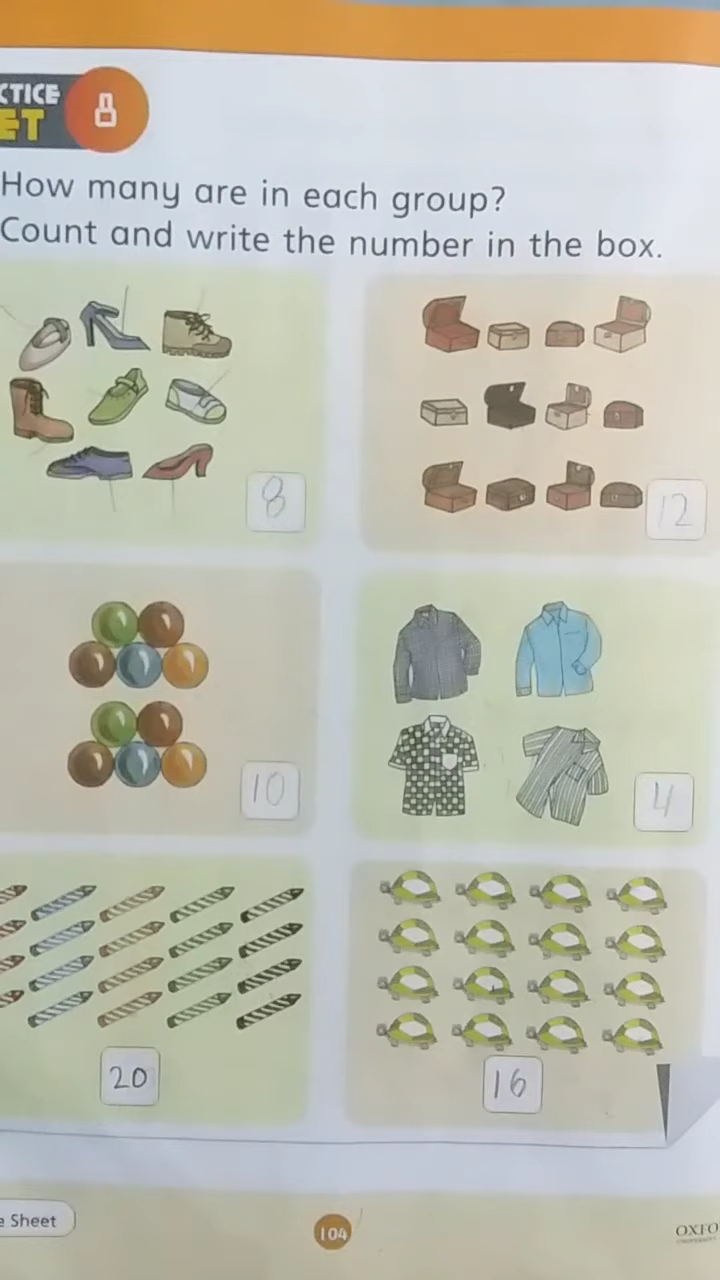 CTICE
ET 8
How many are in each group?
Count and write the number in the box.
8
12
10
4
20
16
Sheet
104
OXFO